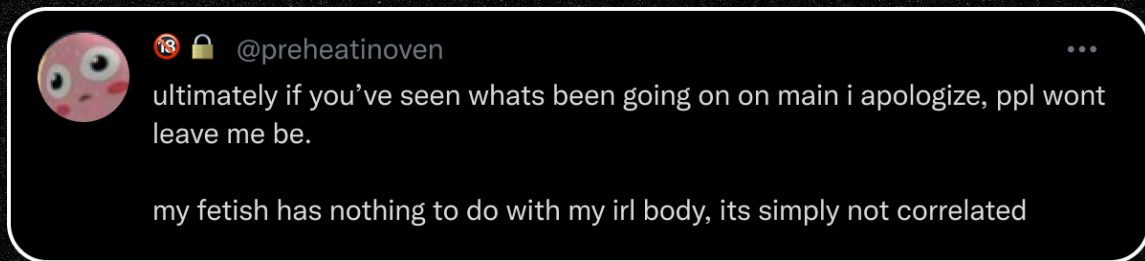 🔞 🔒 @preheatinoven
ultimately if you've seen whats been going on on main i apologize, ppl wont
leave me be.
my fetish has nothing to do with my irl body, its simply not correlated